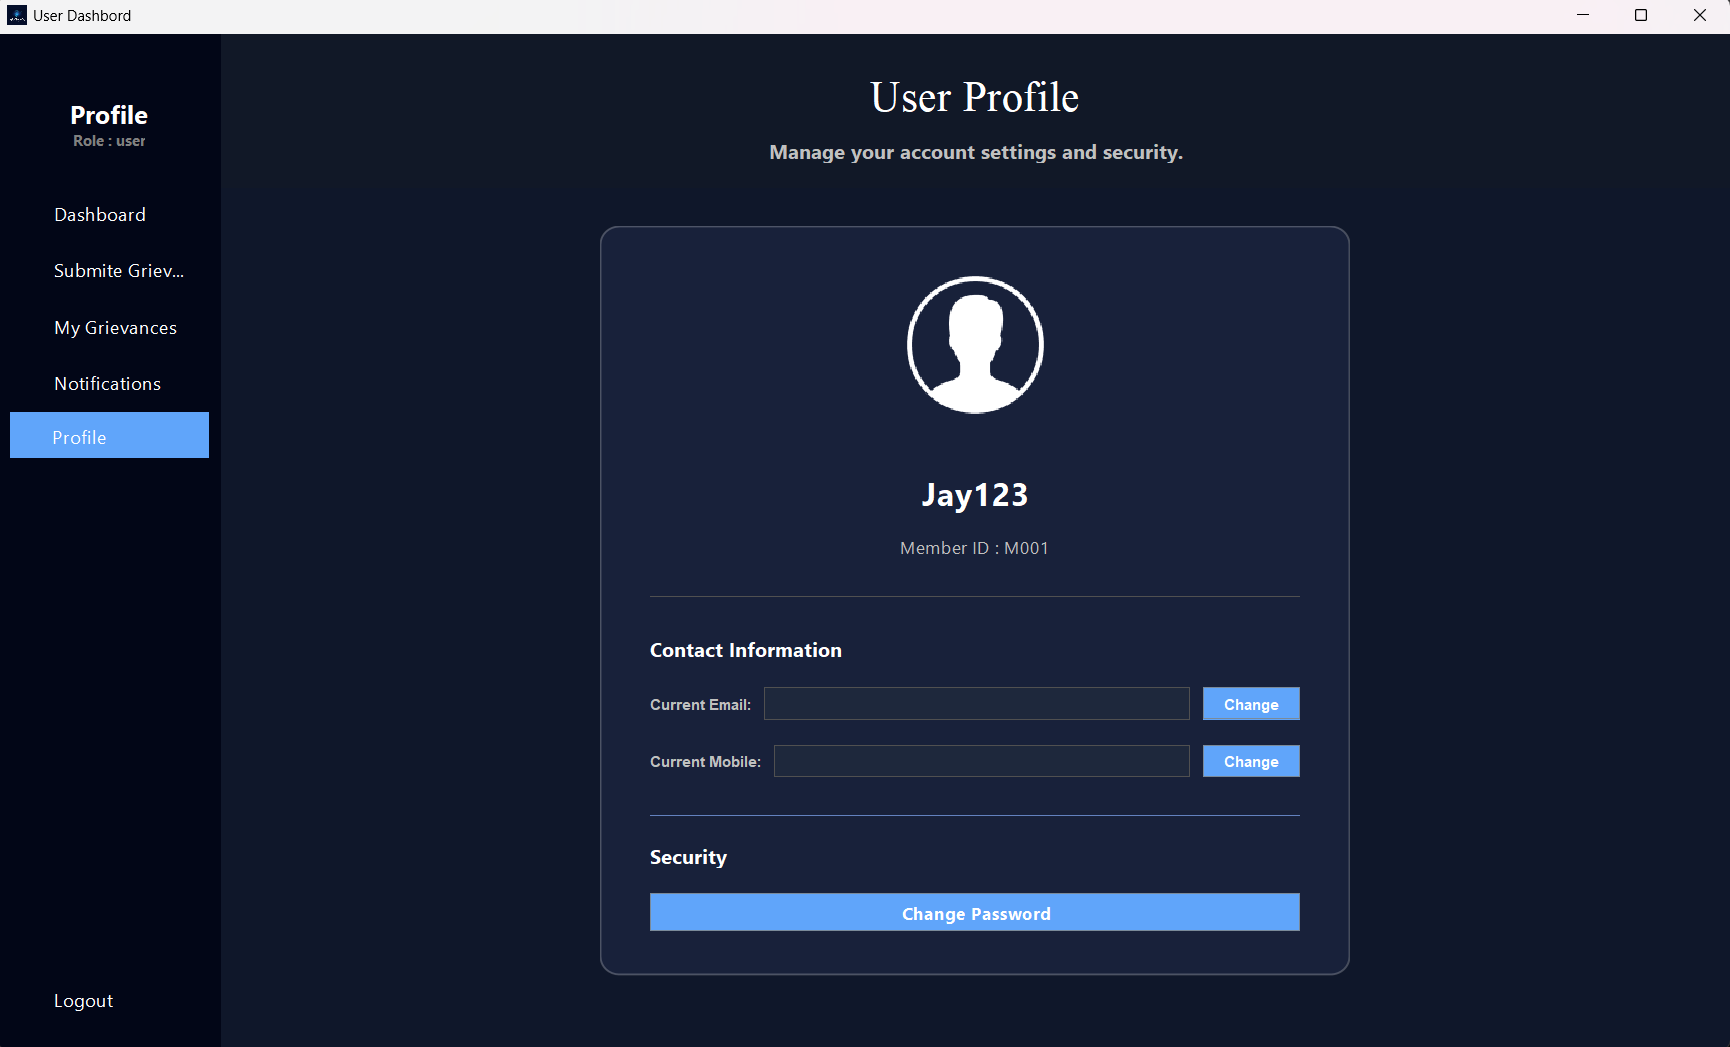 User Dashbord
Profile
Role : user
Dashboard
Submite Griev...
My Grievances
Notifications
Profile
Logout
User Profile
Manage your account settings and security.
Jay123
Member ID : M001
Contact Information
Current Email: Change
Current Mobile: Change
Security
Change Password